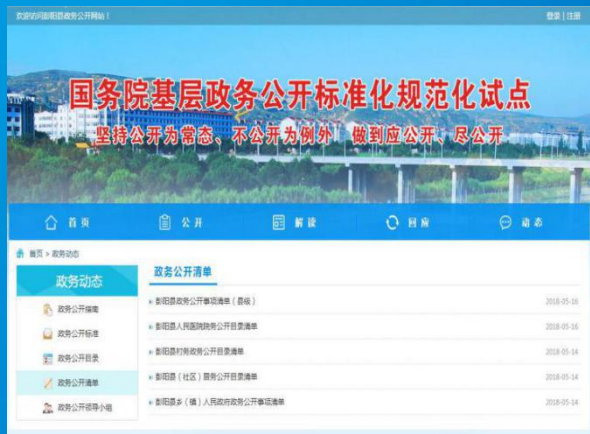 欢迎访问彭阳县政务公开网站！
登录 | 注册
国务院基层政务公开标准化规范化试点
坚持公开为常态、不公开为例外 做到应公开、尽公开
首页 公开 解读 回应 动态
首页 > 政务动态
政务动态
政务公开指南
政务公开标准
政务公开目录
政务公开清单
政务公开领导小组
政务公开清单
彭阳县政务公开事项清单（县级） 2018-05-16
彭阳县人民医院院务公开目录清单 2018-05-16
彭阳县村务政务公开目录清单 2018-05-14
彭阳县（社区）居务公开目录清单 2018-05-14
彭阳县乡（镇）人民政府政务公开事项清单 2018-05-14